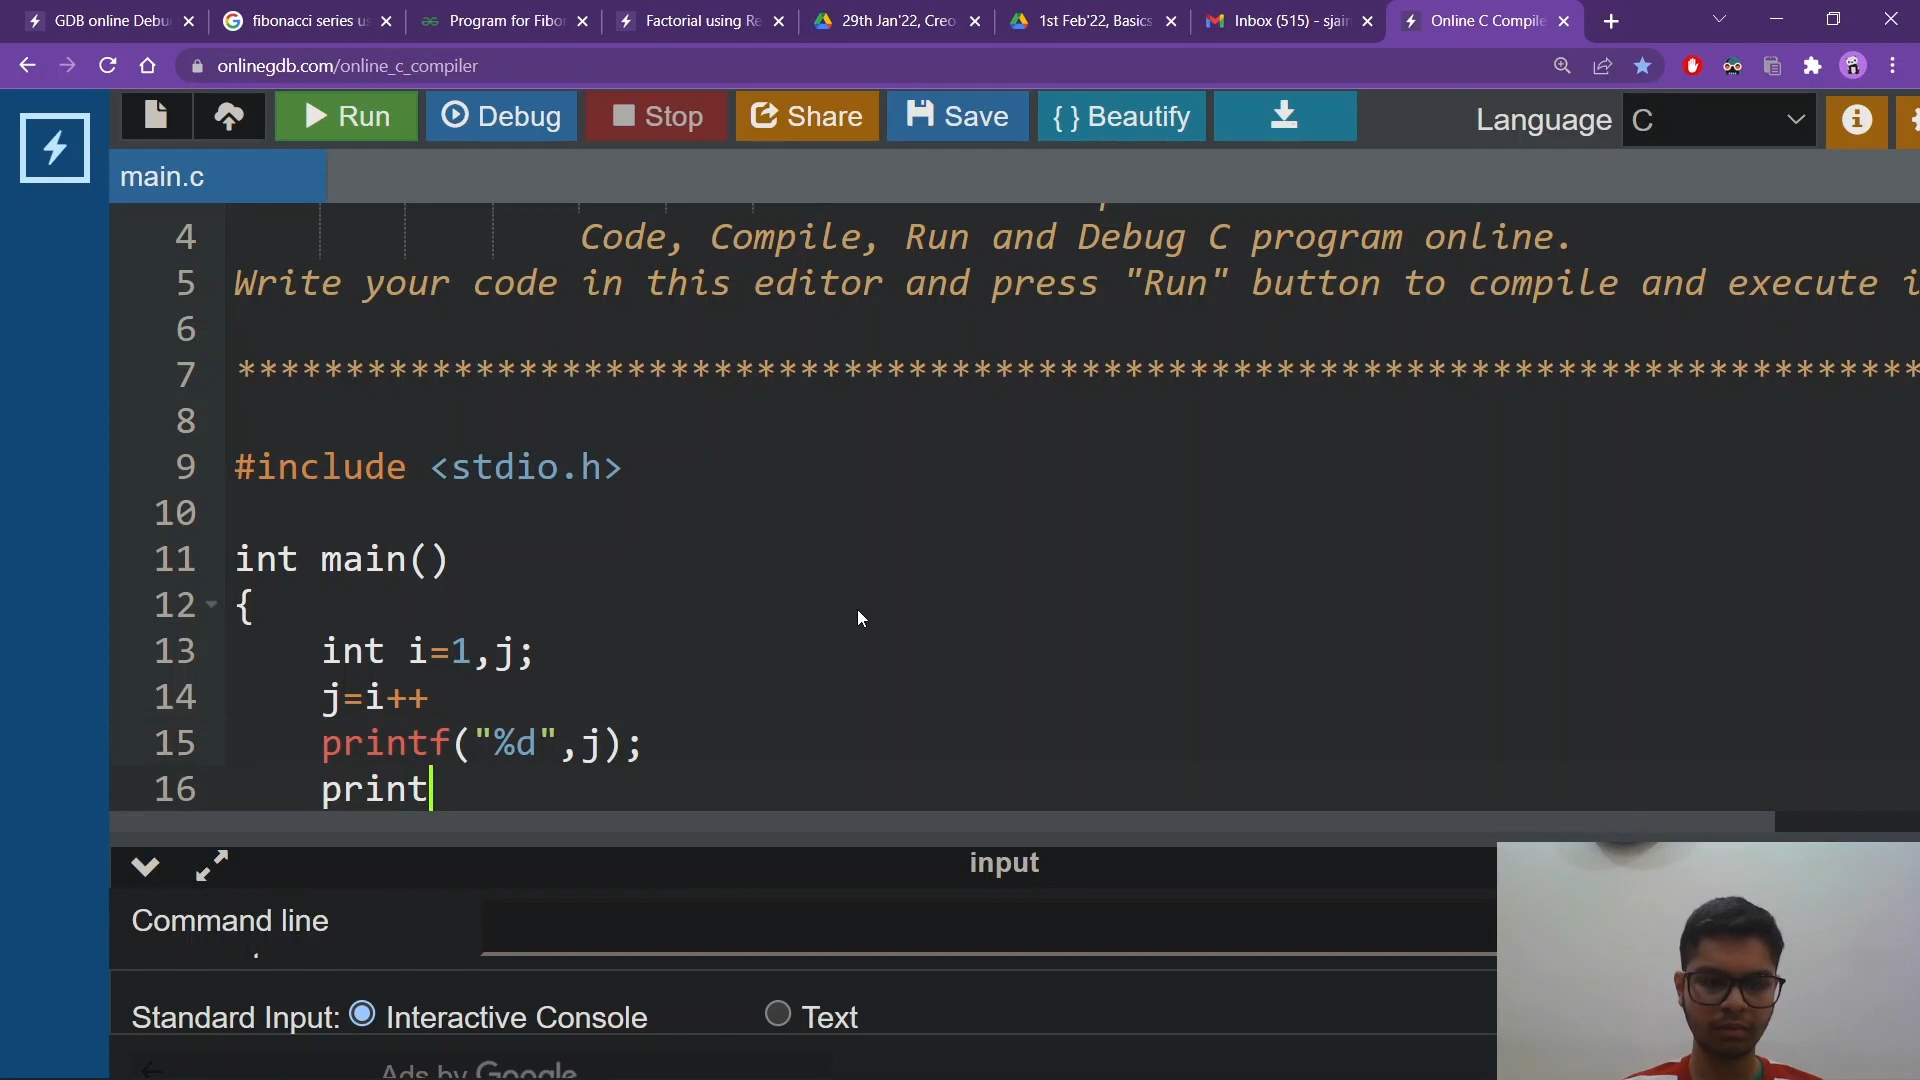 GDB online Debu
fibonacci series u
Program for Fibo
Factorial using Re
29th Jan'22, Creo
1st Feb'22, Basics
Inbox (515) - sjain
Online C Compile
onlinegdb.com/online_c_compiler
Run
Debug
Stop
Share
Save
{ } Beautify
Language
C
main.c
4 Code, Compile, Run and Debug C program online.
5 Write your code in this editor and press "Run" button to compile and execute i
6
7 ******************************************************************************
8
9 #include <stdio.h>
10
11 int main()
12 {
13 int i=1,j;
14 j=i++
15 printf("%d",j);
16 print
input
Command line
Standard Input: Interactive Console Text
Ads by Google